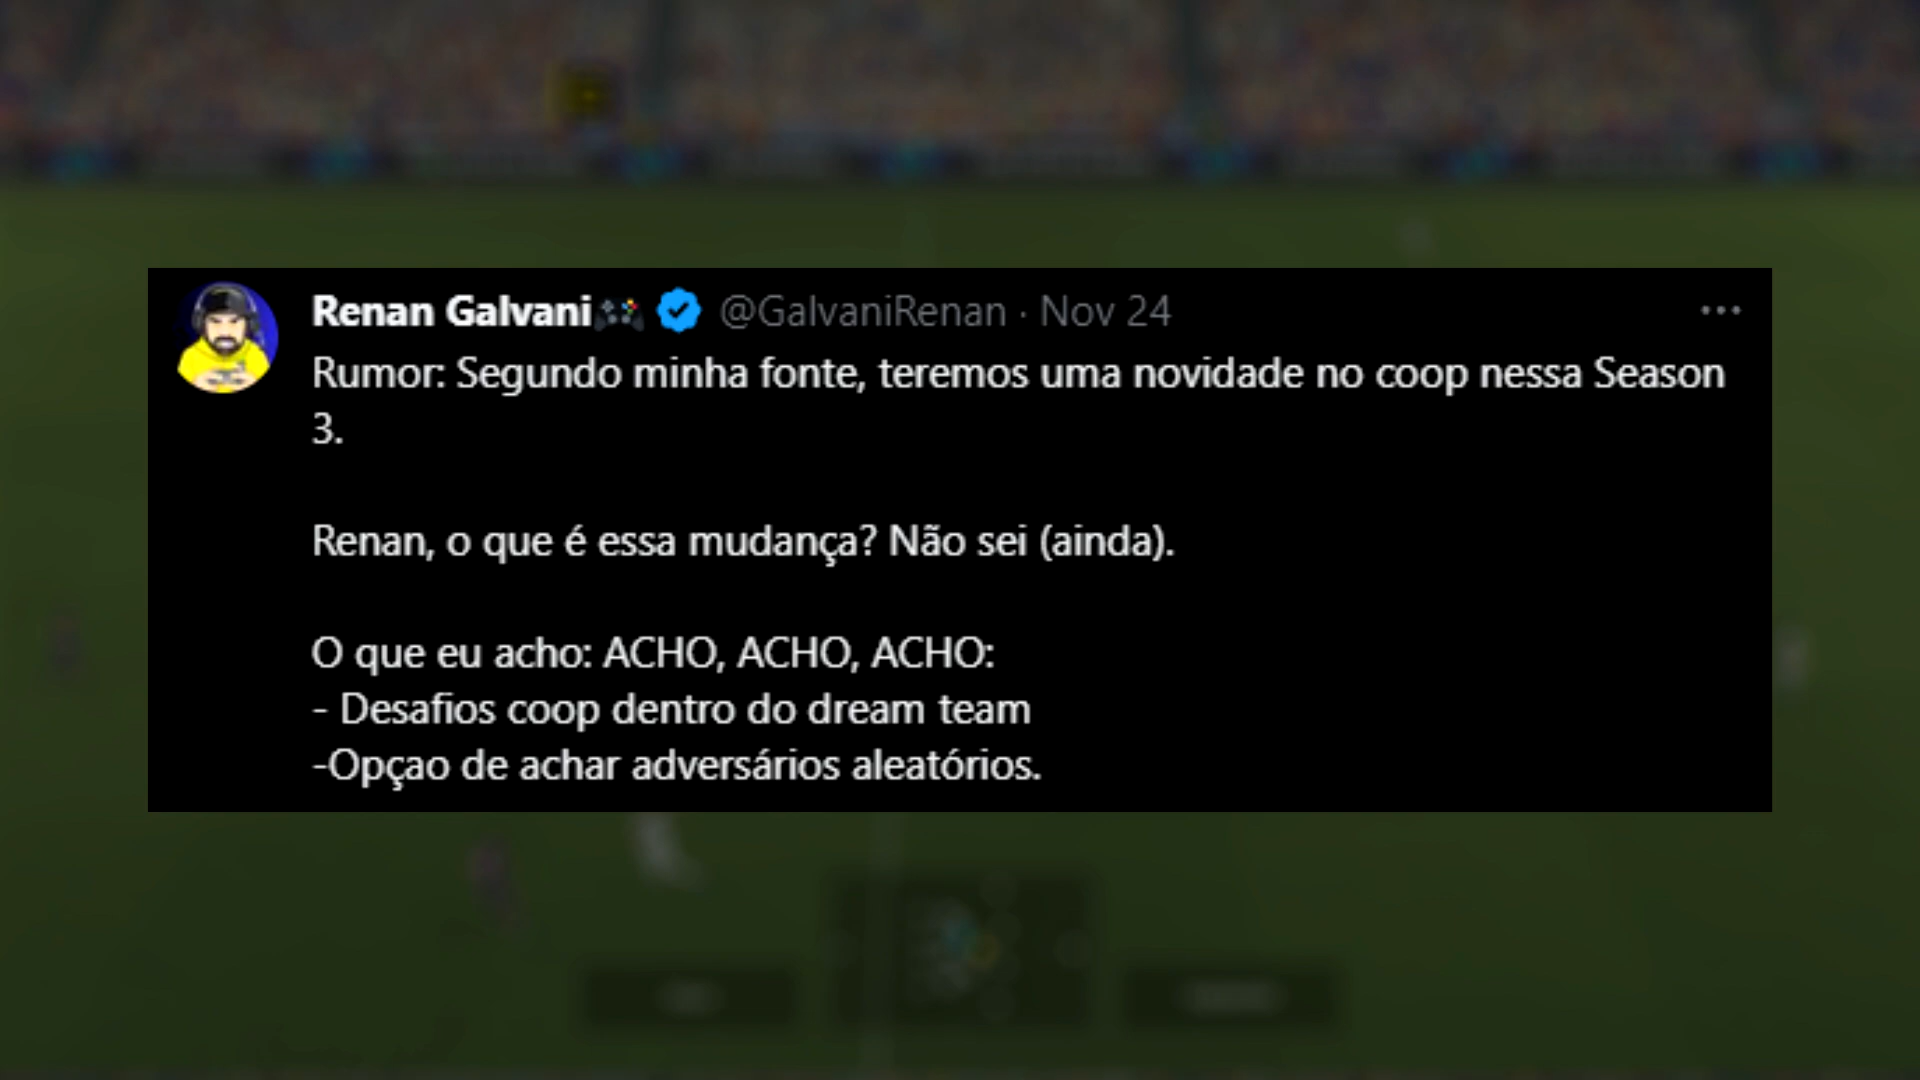 Renan Galvani🎮 @GalvaniRenan · Nov 24
Rumor: Segundo minha fonte, teremos uma novidade no coop nessa Season
3.
Renan, o que é essa mudança? Não sei (ainda).
O que eu acho: ACHO, ACHO, ACHO:
- Desafios coop dentro do dream team
-Opçao de achar adversários aleatórios.